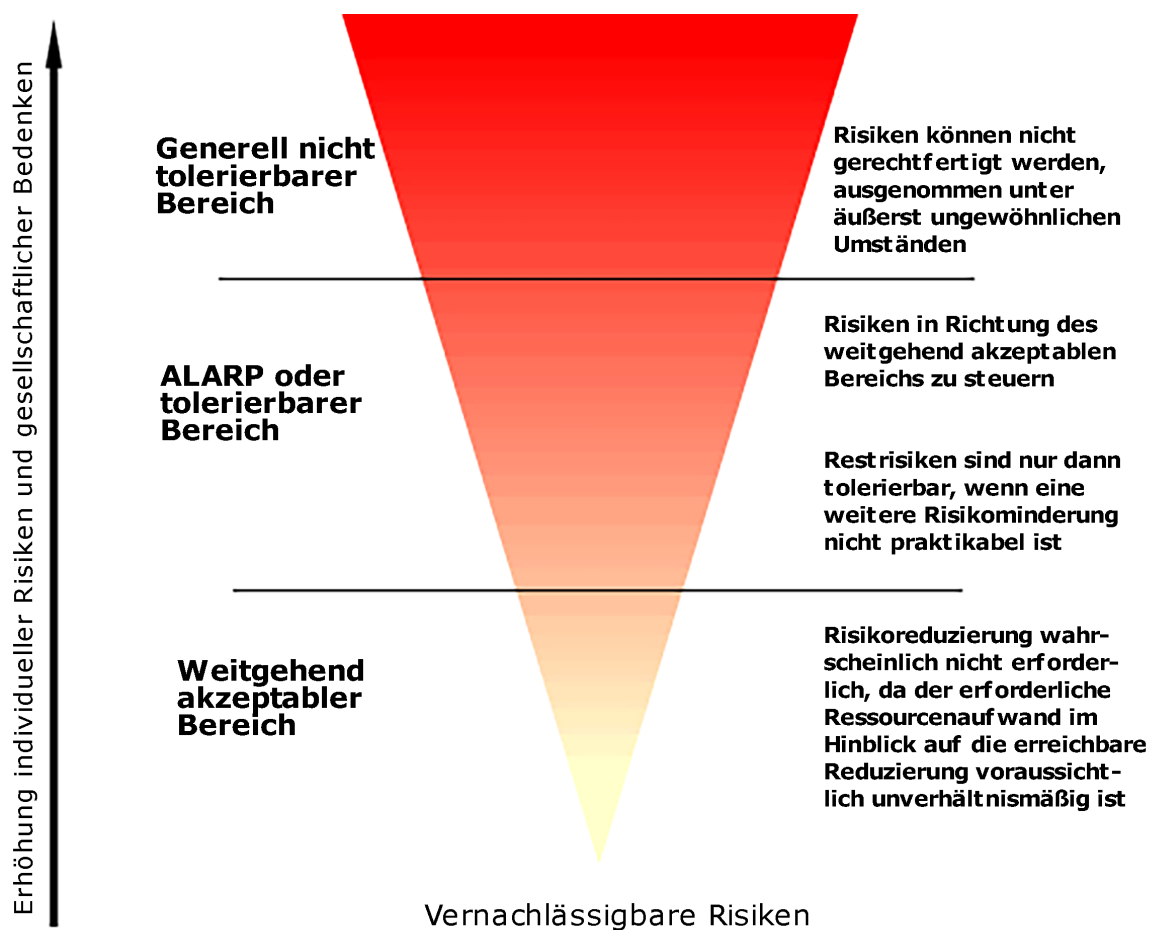 Erhöhung individueller Risiken und gesellschaftlicher Bedenken
Generell nicht
tolerierbarer
Bereich
Risiken können nicht
gerechtfertigt werden,
ausgenommen unter
äußerst ungewöhnlichen
Umständen
ALARP oder
tolerierbarer
Bereich
Risiken in Richtung des
weitgehend akzeptablen
Bereichs zu steuern
Restrisiken sind nur dann
tolerierbar, wenn eine
weitere Risikominderung
nicht praktikabel ist
Weitgehend
akzeptabler
Bereich
Risikoreduzierung wahr-
scheinlich nicht erforder-
lich, da der erforderliche
Ressourcenaufwand im
Hinblick auf die erreichbare
Reduzierung voraussicht-
lich unverhältnismäßig ist
Vernachlässigbare Risiken